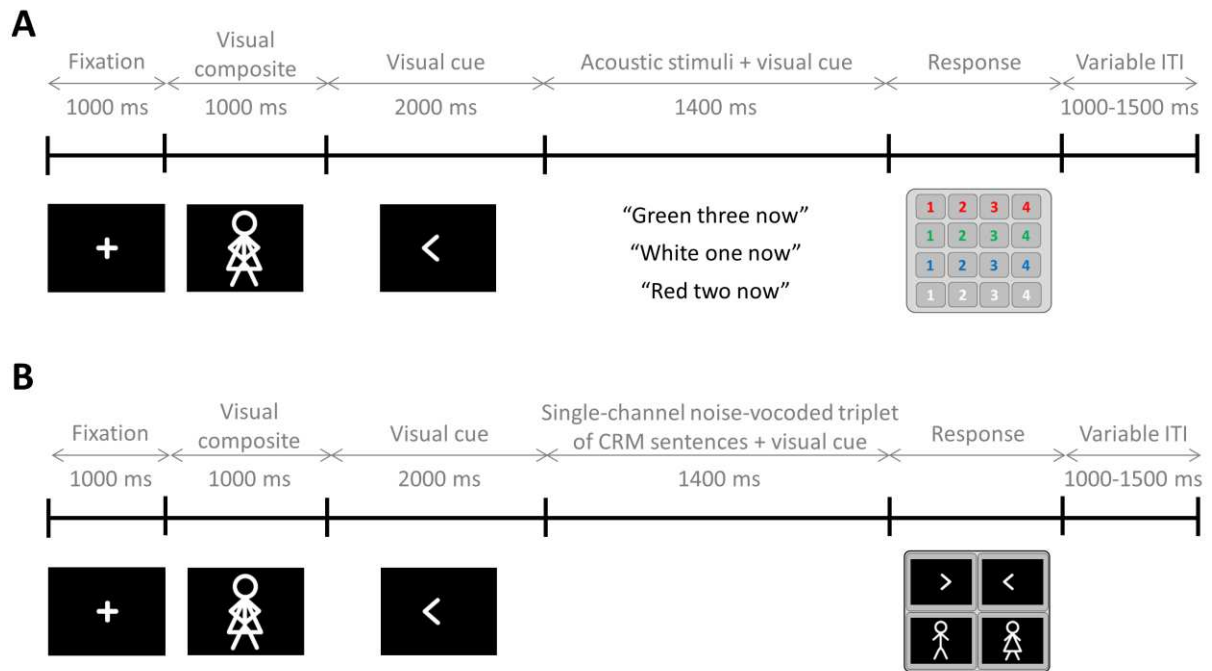 A
Fixation
Visual
composite
Visual cue
Acoustic stimuli + visual cue
Response
Variable ITI
1000 ms
1000 ms
2000 ms
1400 ms
1000-1500 ms
“Green three now”
“White one now”
“Red two now”
1 2 3 4
1 2 3 4
1 2 3 4
1 2 3 4
B
Fixation
Visual
composite
Visual cue
Single-channel noise-vocoded triplet
of CRM sentences + visual cue
Response
Variable ITI
1000 ms
1000 ms
2000 ms
1400 ms
1000-1500 ms